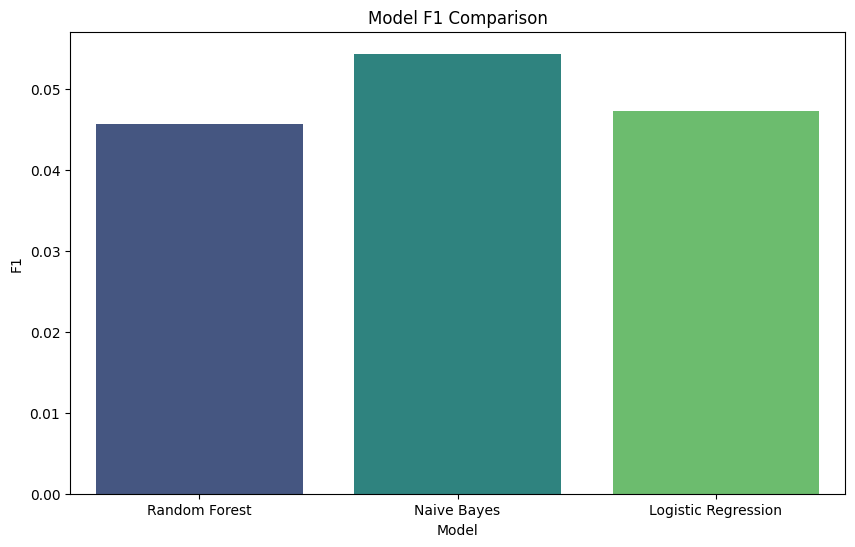 Model F1 Comparison
F1
0.05
0.04
0.03
0.02
0.01
0.00
Random Forest
Naive Bayes
Logistic Regression
Model